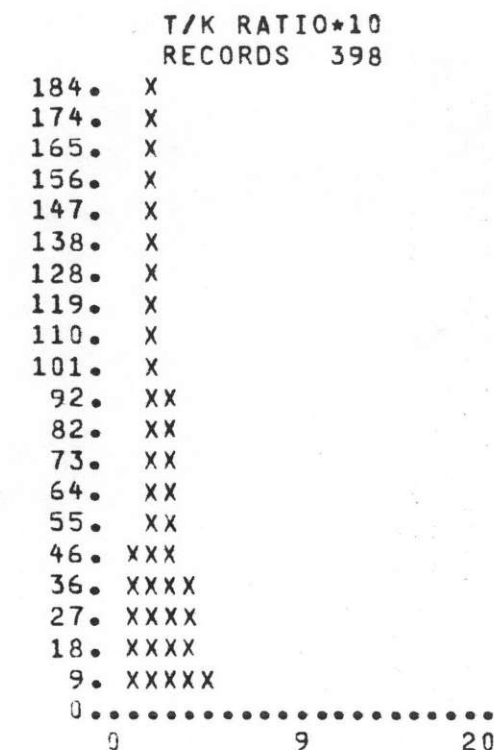 T/K RATIO*10
RECORDS 398
184. X
174. X
165. X
156. X
147. X
138. X
128. X
119. X
110. X
101. X
92. XX
82. XX
73. XX
64. XX
55. XX
46. XXX
36. XXXX
27. XXXX
18. XXXX
9. XXXXX
0......................
0 9 20